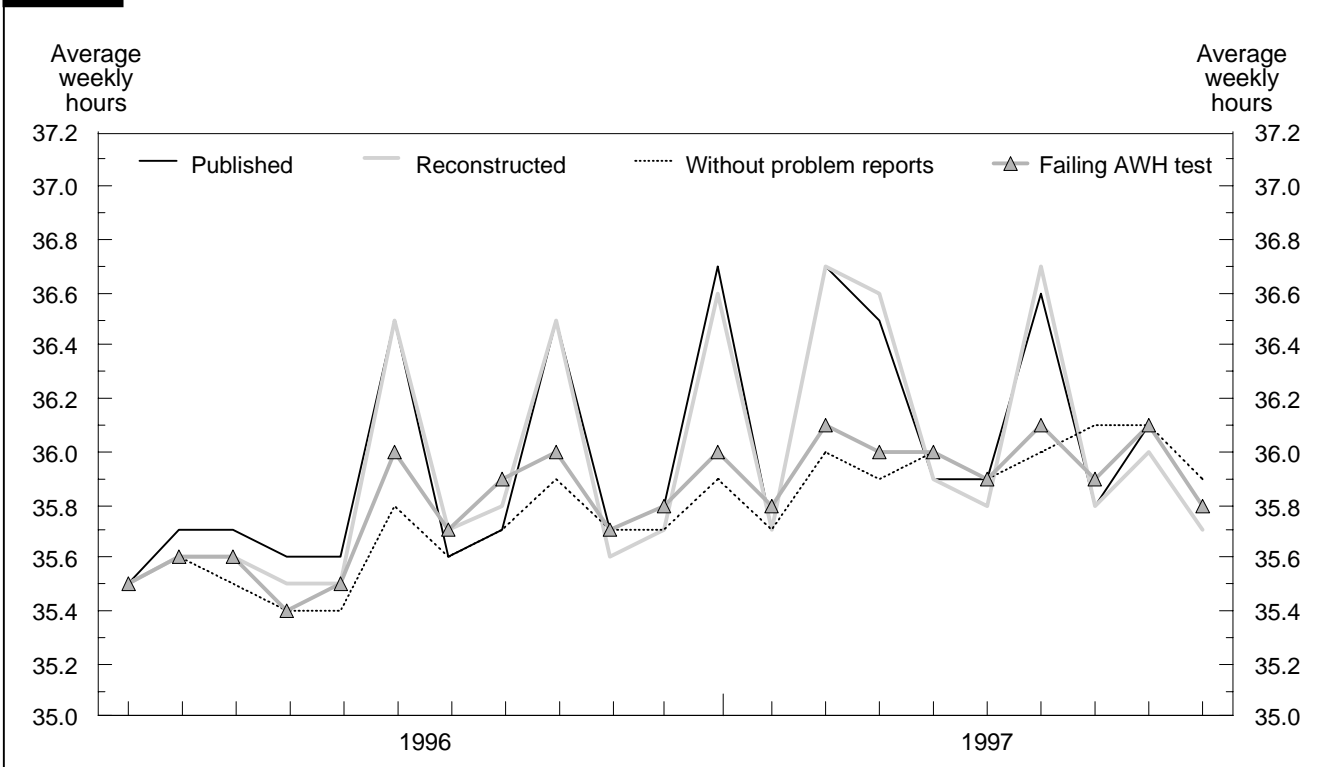 Average
weekly
hours
Average
weekly
hours
37.2
37.0
36.8
36.6
36.4
36.2
36.0
35.8
35.6
35.4
35.2
35.0
Published
Reconstructed
Without problem reports
Failing AWH test
37.2
37.0
36.8
36.6
36.4
36.2
36.0
35.8
35.6
35.4
35.2
35.0
1996
1997